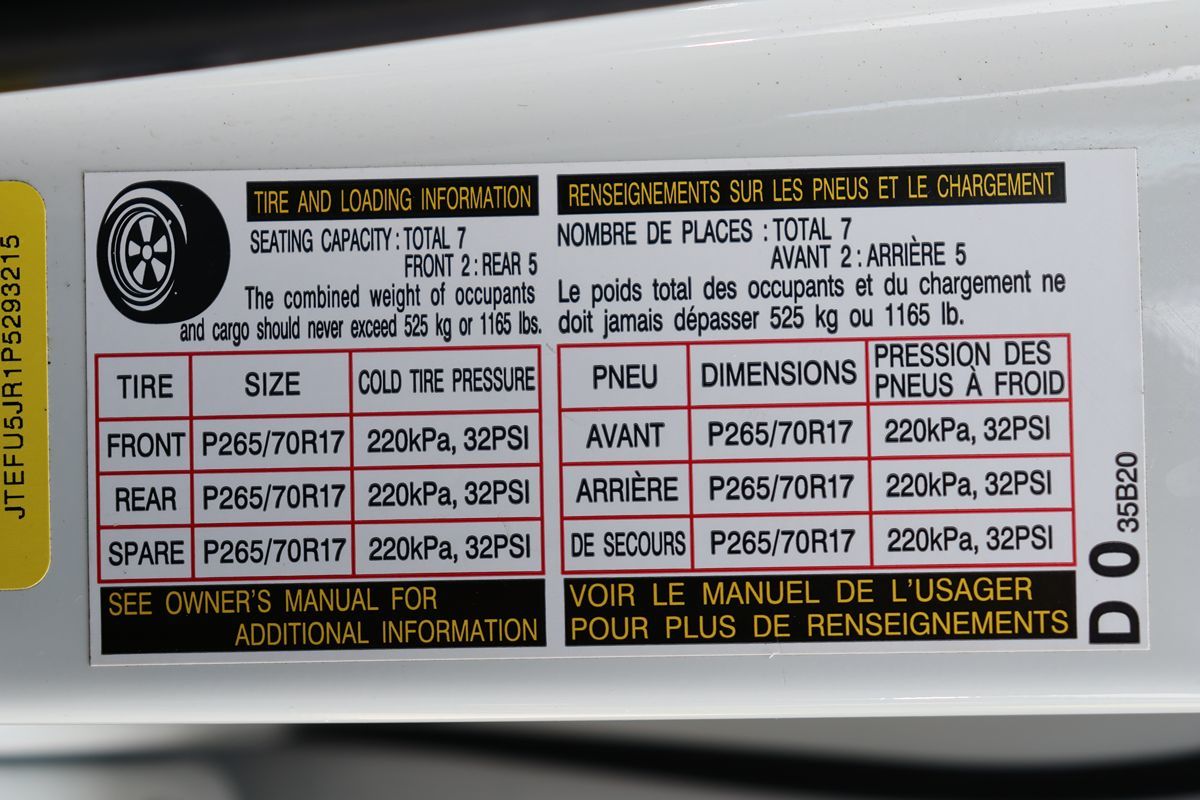 JTEFU5JR1P5293215
TIRE AND LOADING INFORMATION
SEATING CAPACITY : TOTAL 7
FRONT 2 : REAR 5
The combined weight of occupants
and cargo should never exceed 525 kg or 1165 lbs.
TIRE SIZE COLD TIRE PRESSURE
FRONT P265/70R17 220kPa, 32PSI
REAR P265/70R17 220kPa, 32PSI
SPARE P265/70R17 220kPa, 32PSI
SEE OWNER'S MANUAL FOR
ADDITIONAL INFORMATION
RENSEIGNEMENTS SUR LES PNEUS ET LE CHARGEMENT
NOMBRE DE PLACES : TOTAL 7
AVANT 2 : ARRIÈRE 5
Le poids total des occupants et du chargement ne
doit jamais dépasser 525 kg ou 1165 lb.
PNEU DIMENSIONS PRESSION DES
PNEUS À FROID
AVANT P265/70R17 220kPa, 32PSI
ARRIÈRE P265/70R17 220kPa, 32PSI
DE SECOURS P265/70R17 220kPa, 32PSI
VOIR LE MANUEL DE L'USAGER
POUR PLUS DE RENSEIGNEMENTS
D 0 35B20